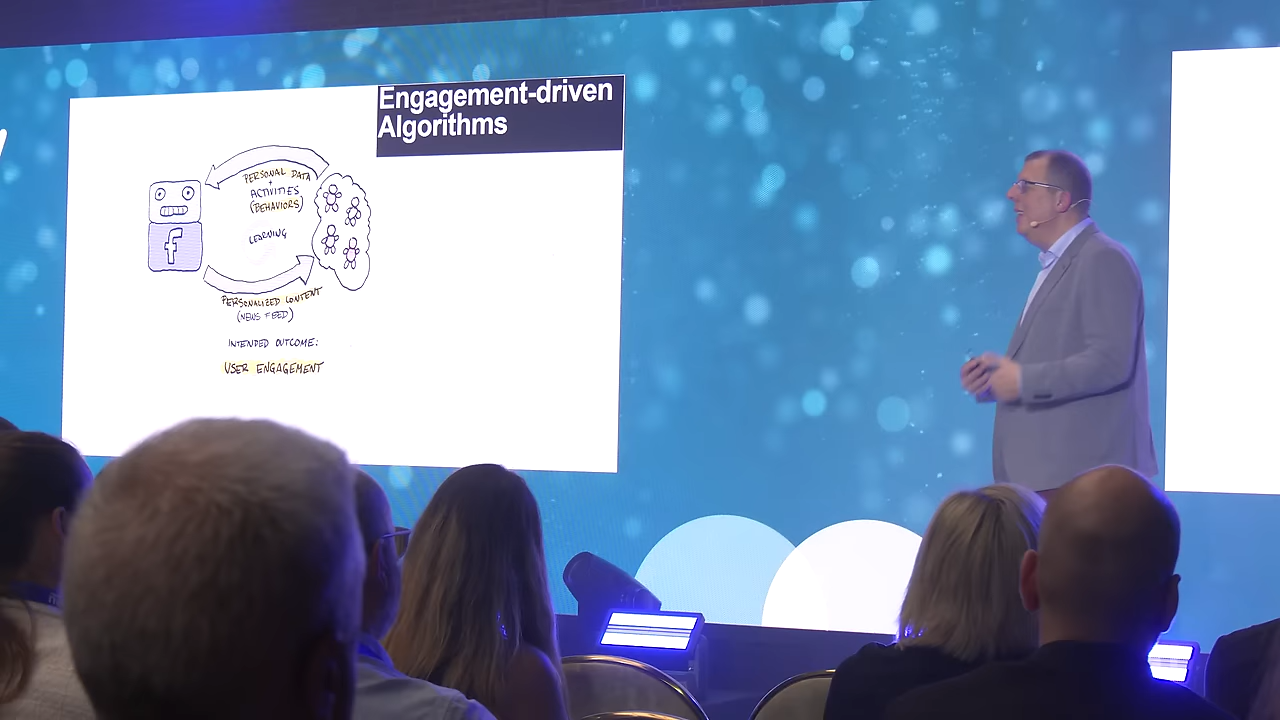 Engagement-driven
Algorithms
PERSONAL DATA
+
ACTIVITIES
(BEHAVIORS)
LEARNING
f
PERSONALIZED CONTENT
(NEWS FEED)
INTENDED OUTCOME:
USER ENGAGEMENT